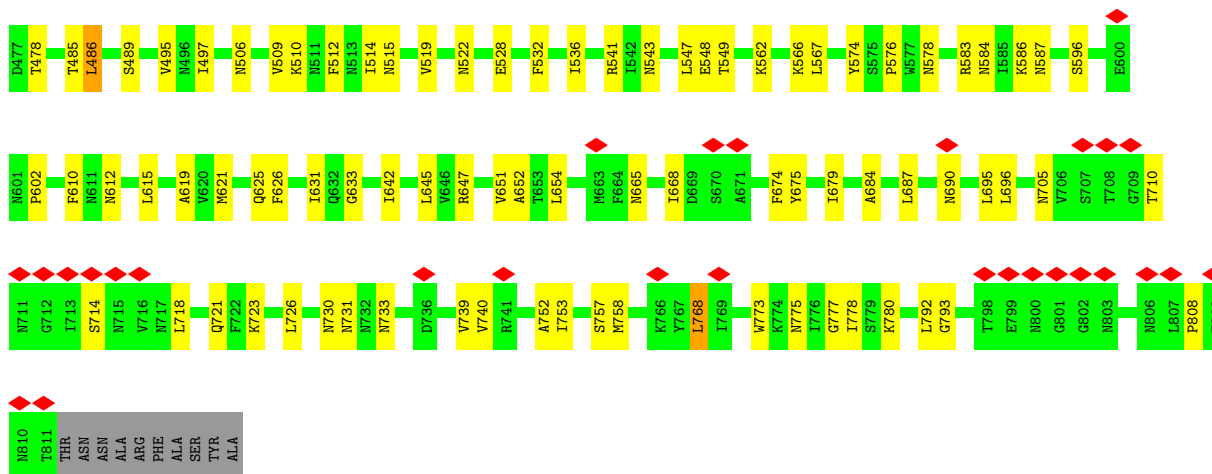 D477 T478 T485 L486 S489 V495 N496 I497 N506 V509 K510 N511 F512 N513 I514 N515 V519 N522 E528 F532 I536 R541 I542 N543 L547 E548 T549 K562 K566 L567 Y574 S575 P576 W577 N578 R583 N584 I585 K586 N587 S596 E600
N601 P602 F610 N611 N612 L615 A619 V620 M621 Q625 F626 I631 Q632 G633 I642 L645 V646 R647 V651 A652 T653 L654 M663 F664 N665 I668 D669 S670 A671 F674 Y675 I679 A684 L687 N690 L695 L696 N705 V706 S707 T708 G709 T710
N711 G712 I713 S714 N715 V716 N717 L718 Q721 F722 K723 L726 N730 N731 N732 N733 D736 V739 V740 R741 A752 I753 S757 M758 K766 Y767 L768 I769 W773 K774 N775 I776 G777 I778 S779 K780 L792 G793 T798 E799 N800 G801 G802 N803 N806 L807 P808
N810 T811 THR ASN ASN ALA ARG PHE ALA SER TYR ALA